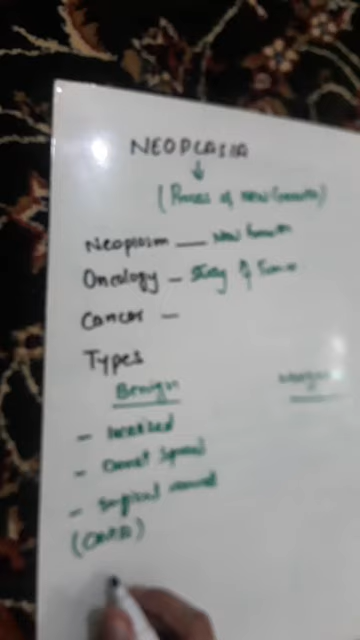 NEOPLASIA
↓
(Process of New Growth)
Neoplasm — New Growth
Oncology — Study of Tumor
Cancer —
Types
Benign
- localized
- Cannot Spread
- Surgical removal